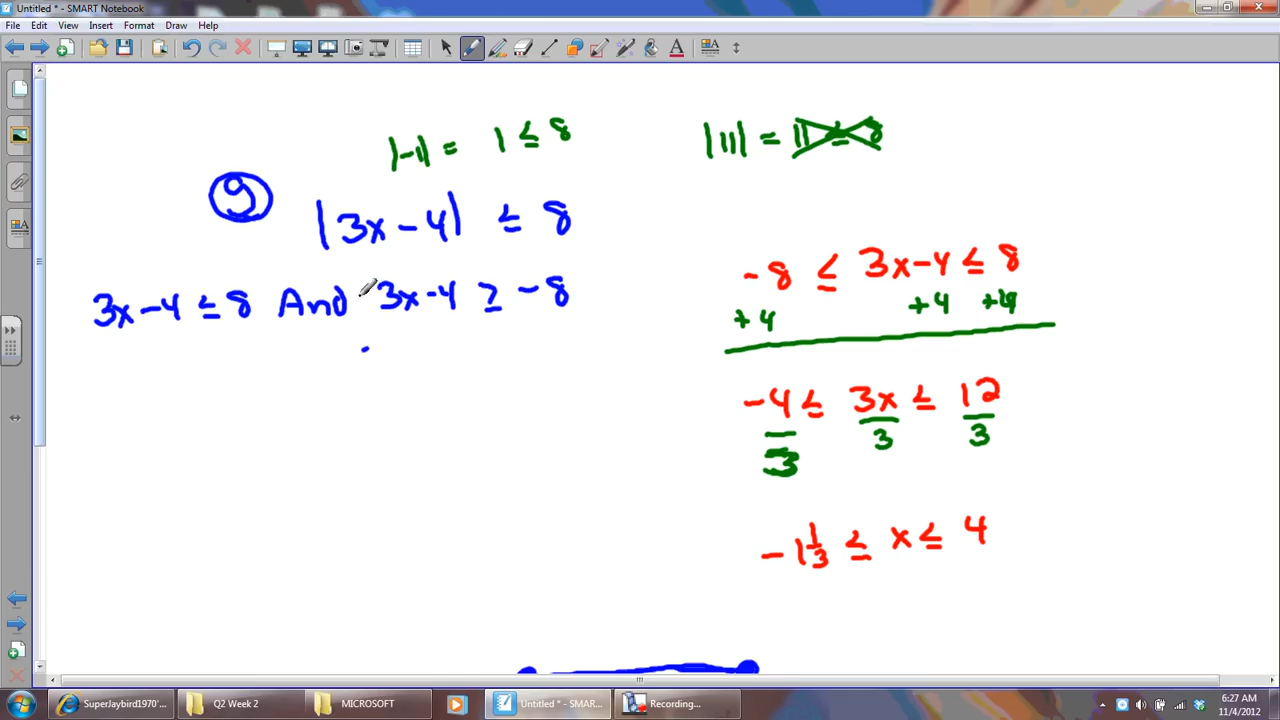 Untitled * - SMART Notebook
File Edit View Insert Format Draw Help
|-1| = 1 ≤ 8
|11| = 11 ≤ 8
9
|3x-4| ≤ 8
3x-4 ≤ 8 And 3x-4 ≥ -8
-8 ≤ 3x-4 ≤ 8
+4 +4 +4
-4 ≤ 3x ≤ 12
3 3 3
-1 1/3 ≤ x ≤ 4
SuperJaybird1970'...
Q2 Week 2
MICROSOFT
Untitled * - SMAR...
Recording...
6:27 AM
11/4/2012